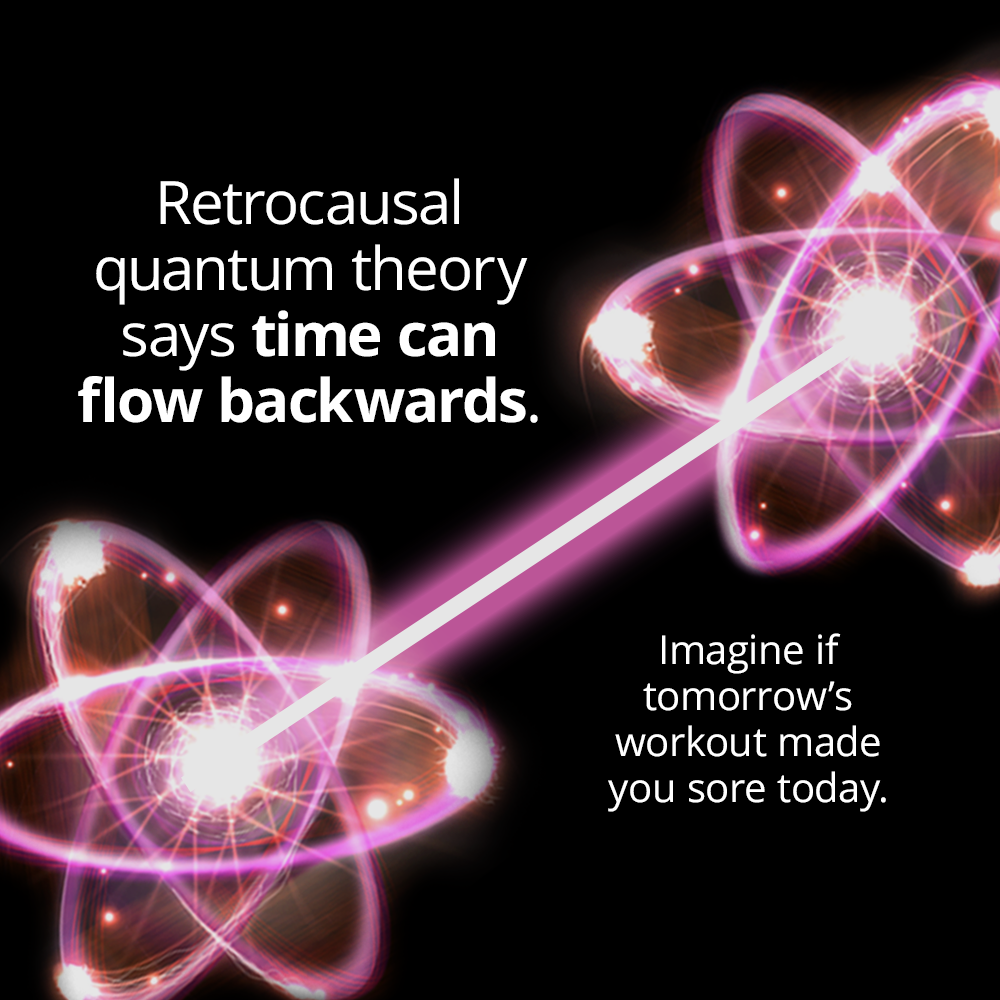 Retrocausal
quantum theory
says time can
flow backwards.
Imagine if
tomorrow’s
workout made
you sore today.